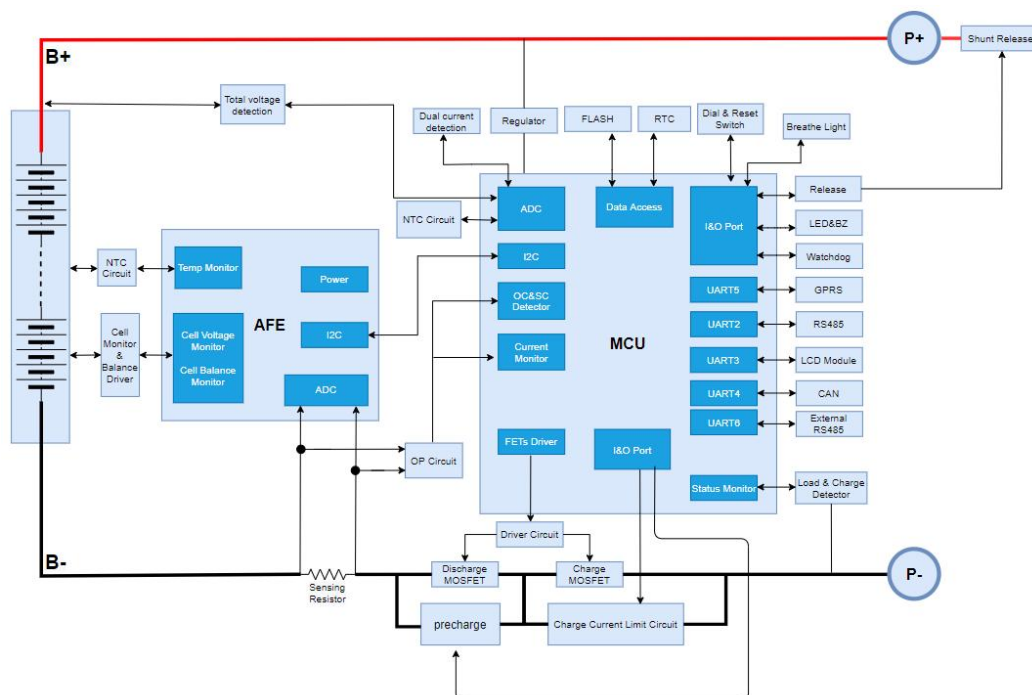 P+
Shunt Release
B+
Total voltage
detection
Dual current
detection
Regulator
FLASH
RTC
Dial & Reset
Switch
Breathe Light
ADC
Data Access
I&O Port
Release
NTC Circuit
LED&BZ
NTC
Circuit
Temp Monitor
Power
I2C
Watchdog
OC&SC
Detector
UART5
GPRS
AFE
I2C
Cell
Monitor
&
Balance
Driver
Cell Voltage
Monitor
Cell Balance
Monitor
Current
Monitor
MCU
UART2
RS485
UART3
LCD Module
ADC
UART4
CAN
UART6
External
RS485
OP Circuit
FETs Driver
I&O Port
Status Monitor
Load & Charge
Detector
Driver Circuit
B-
Sensing
Resistor
Discharge
MOSFET
Charge
MOSFET
P-
precharge
Charge Current Limit Circuit